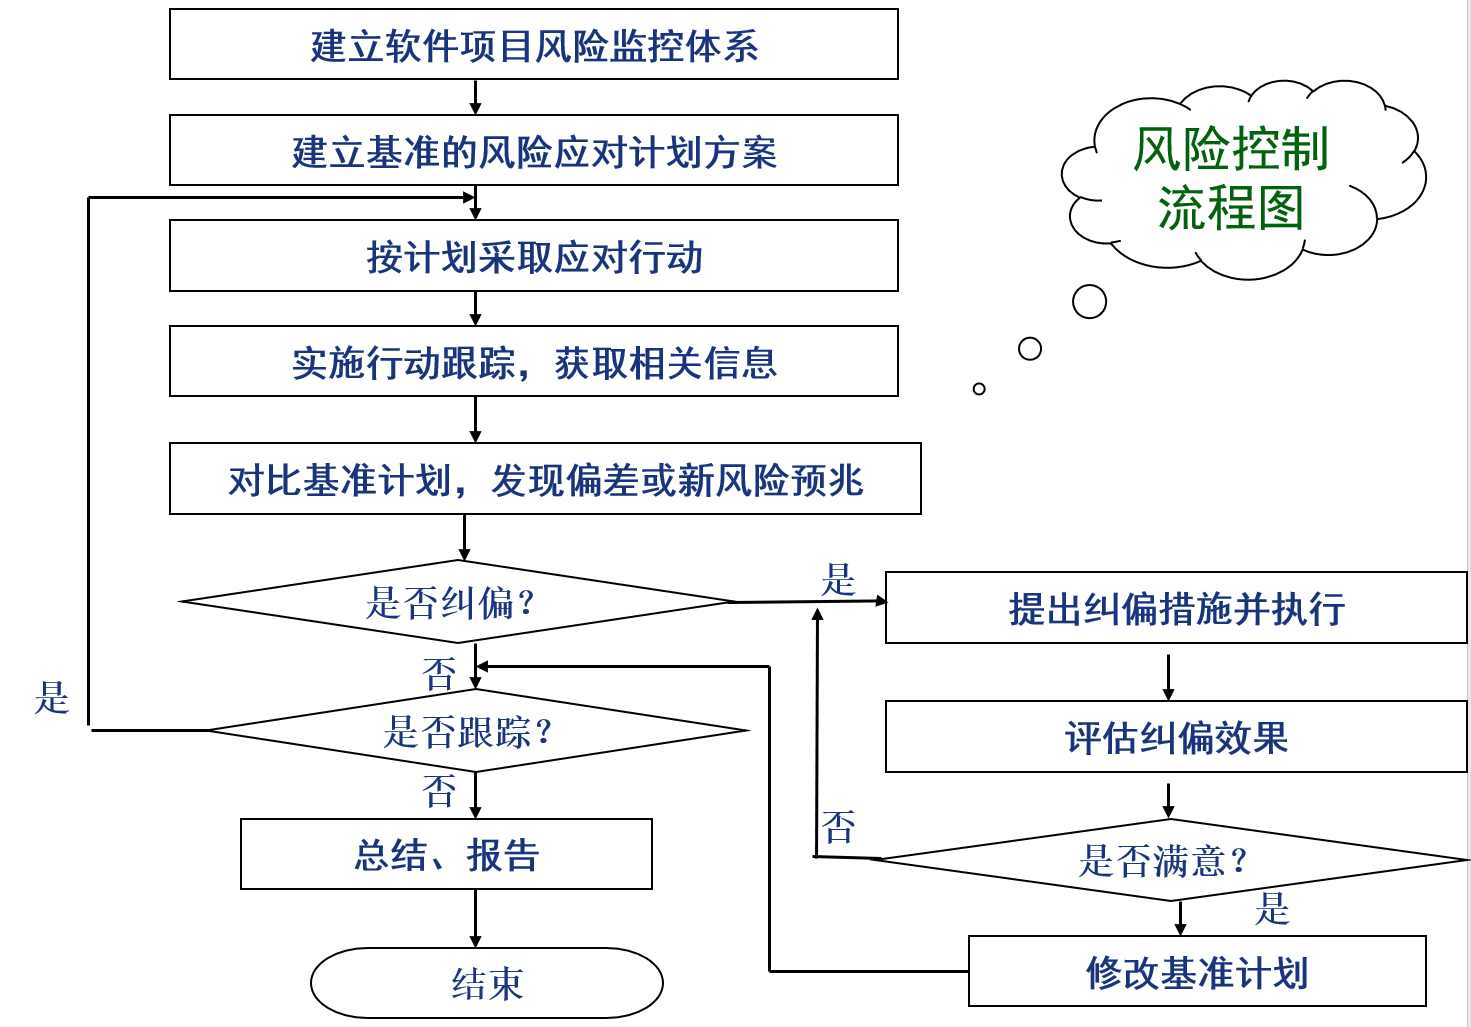 建立软件项目风险监控体系
建立基准的风险应对计划方案
风险控制
流程图
按计划采取应对行动
实施行动跟踪，获取相关信息
对比基准计划，发现偏差或新风险预兆
是否纠偏？
是
提出纠偏措施并执行
否
是
是否跟踪？
评估纠偏效果
否
否
总结、报告
是否满意？
是
结束
修改基准计划